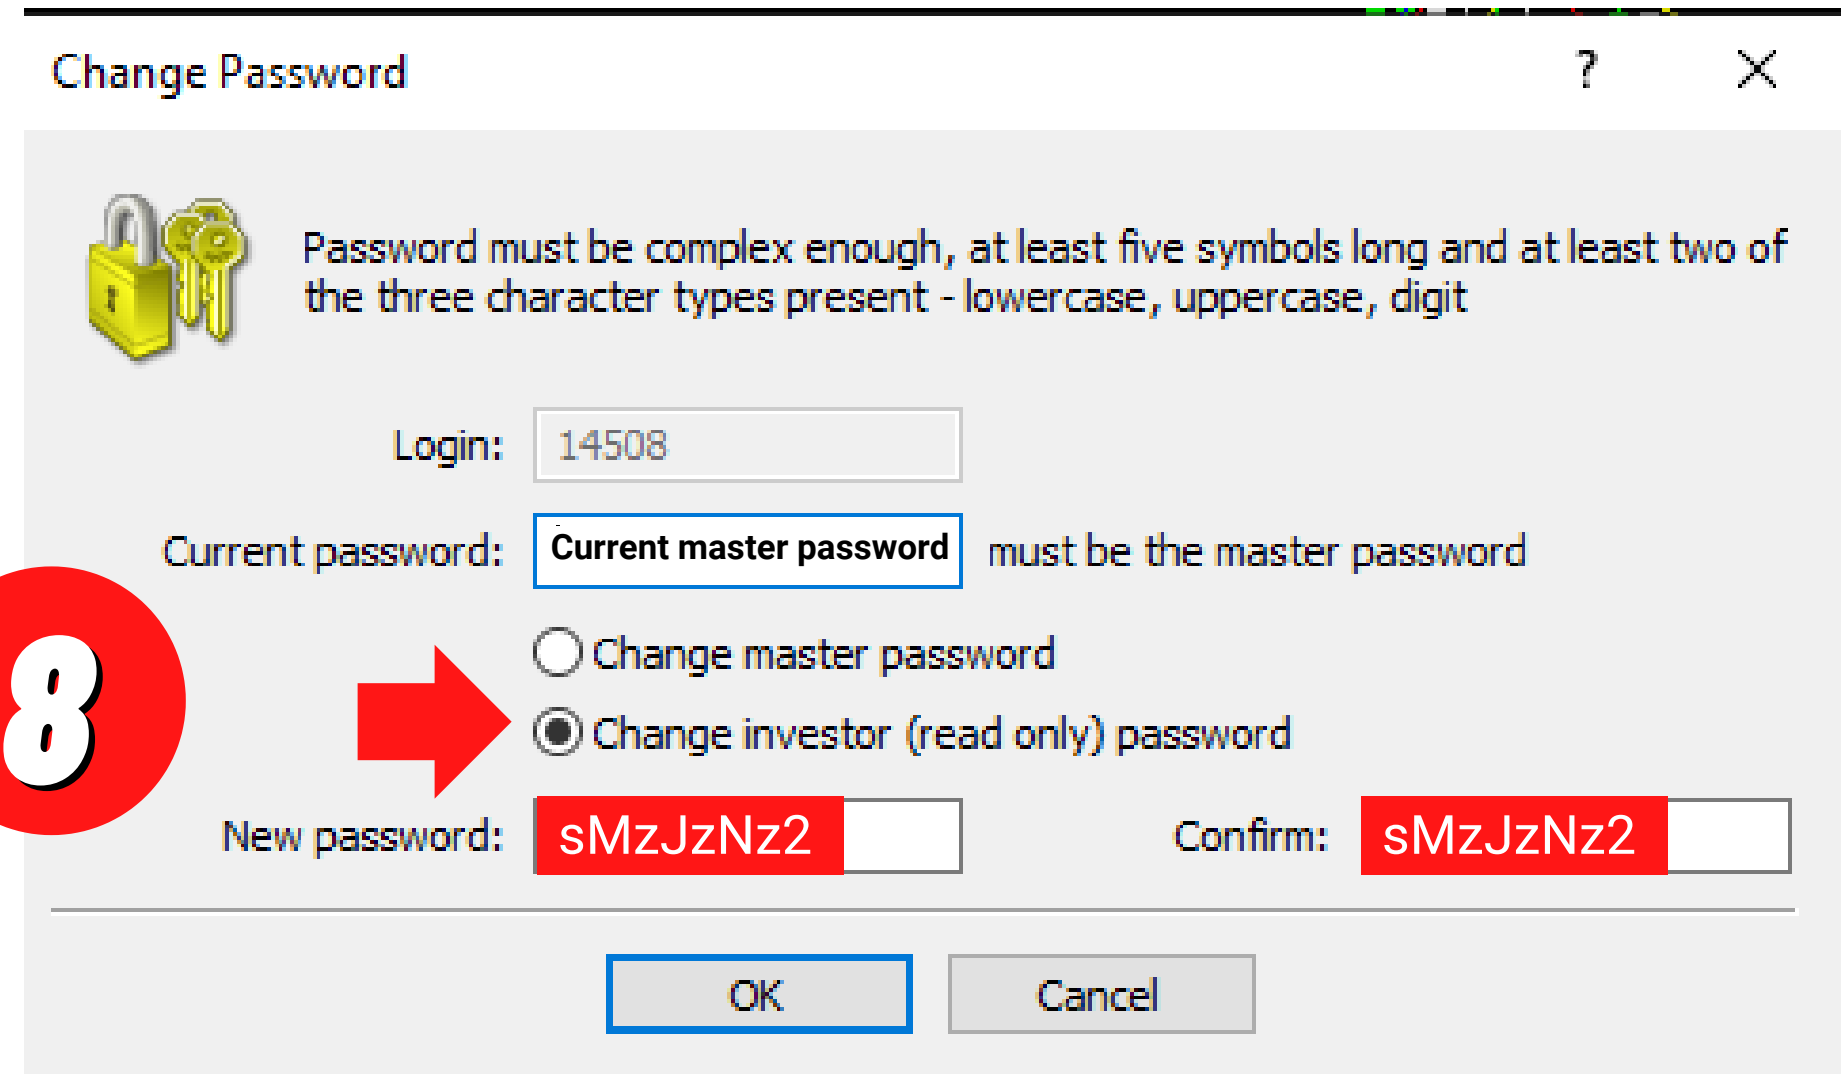 Change Password
?
Password must be complex enough, at least five symbols long and at least two of
the three character types present - lowercase, uppercase, digit
Login: 14508
Current password: Current master password must be the master password
Change master password
8
Change investor (read only) password
New password: sMzJzNz2 Confirm: sMzJzNz2
OK Cancel